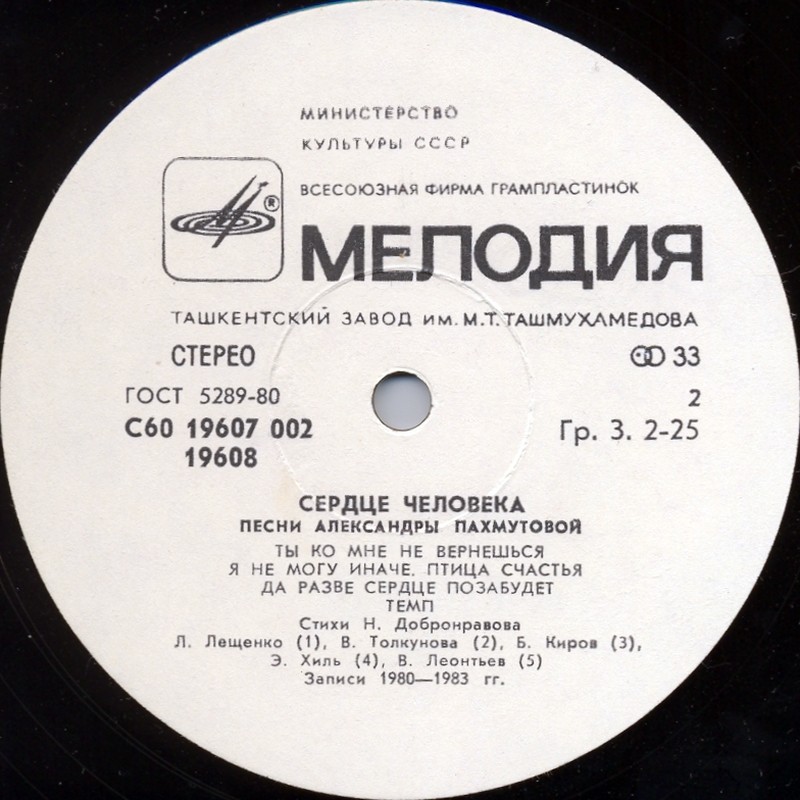 МИНИСТЕРСТВО
КУЛЬТУРЫ СССР
ВСЕСОЮЗНАЯ ФИРМА ГРАМПЛАСТИНОК
®
МЕЛОДИЯ
ТАШКЕНТСКИЙ ЗАВОД ИМ. М.Т. ТАШМУХАМЕДОВА
СТЕРЕО 33
ГОСТ 5289-80 2
С60 19607 002 Гр. 3. 2-25
19608
СЕРДЦЕ ЧЕЛОВЕКА
ПЕСНИ АЛЕКСАНДРЫ ПАХМУТОВОЙ
ТЫ КО МНЕ НЕ ВЕРНЕШЬСЯ
Я НЕ МОГУ ИНАЧЕ. ПТИЦА СЧАСТЬЯ
ДА РАЗВЕ СЕРДЦЕ ПОЗАБУДЕТ
ТЕМП
Стихи Н. Добронравова
Л. Лещенко (1), В. Толкунова (2), Б. Киров (3),
Э. Хиль (4), В. Леонтьев (5)
Записи 1980—1983 гг.